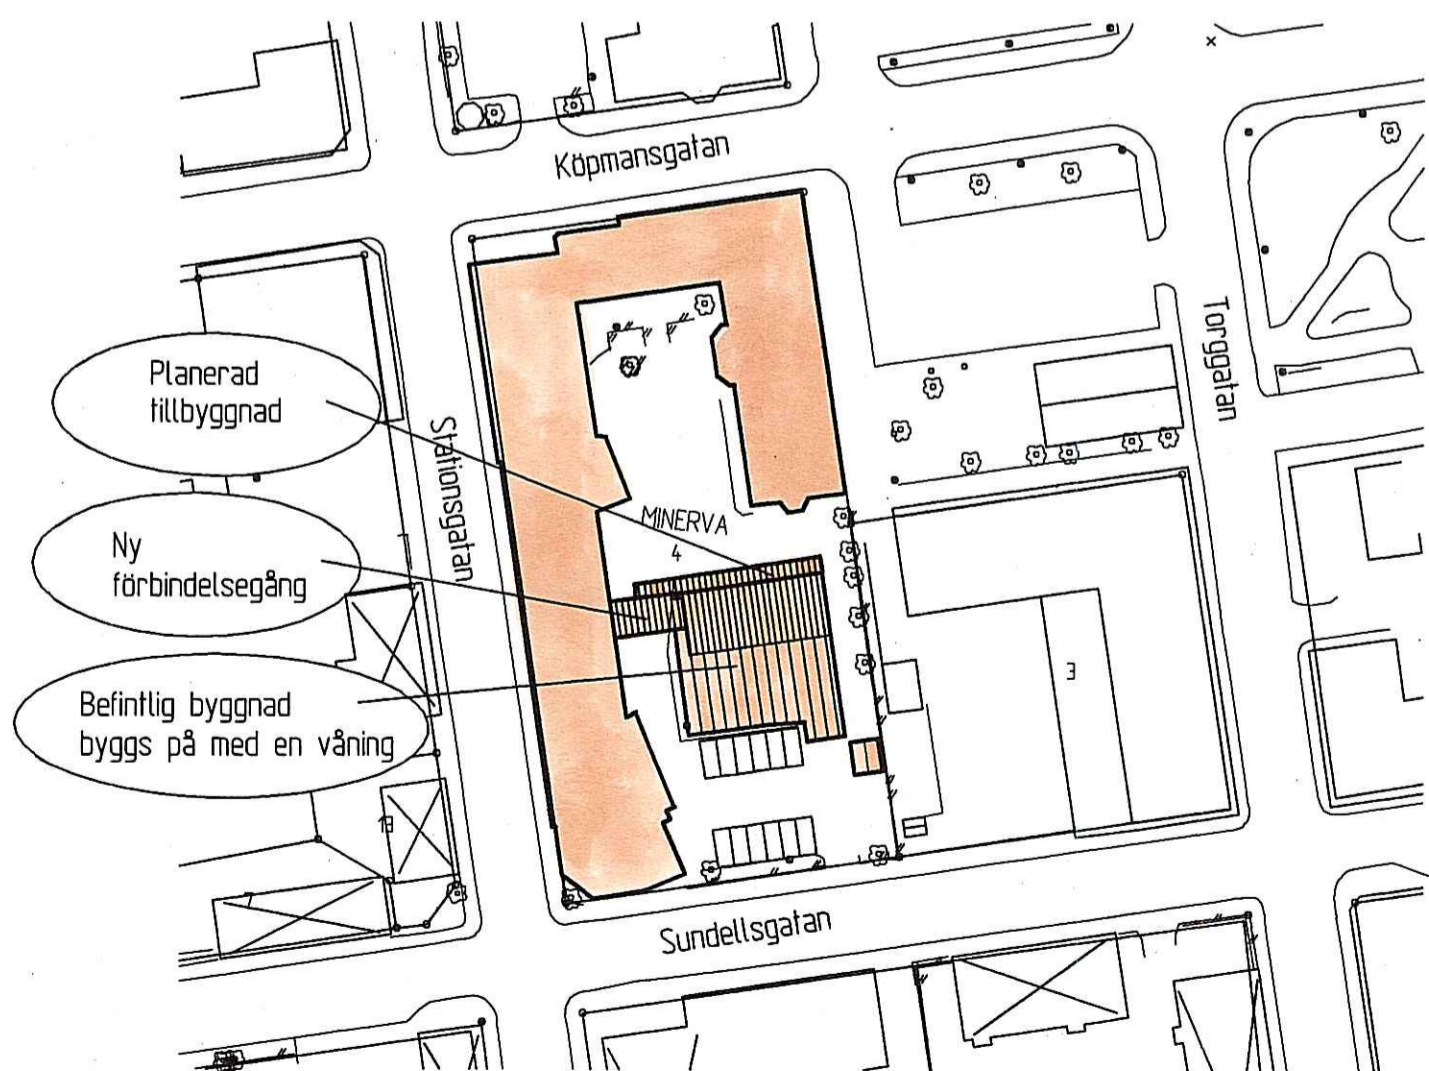 Köpmansgatan
Torggatan
Planerad
tillbyggnad
Stationsgatan
MINERVA
4
Ny
förbindelsegång
3
Befintlig byggnad
byggs på med en våning
13
7
Sundellsgatan